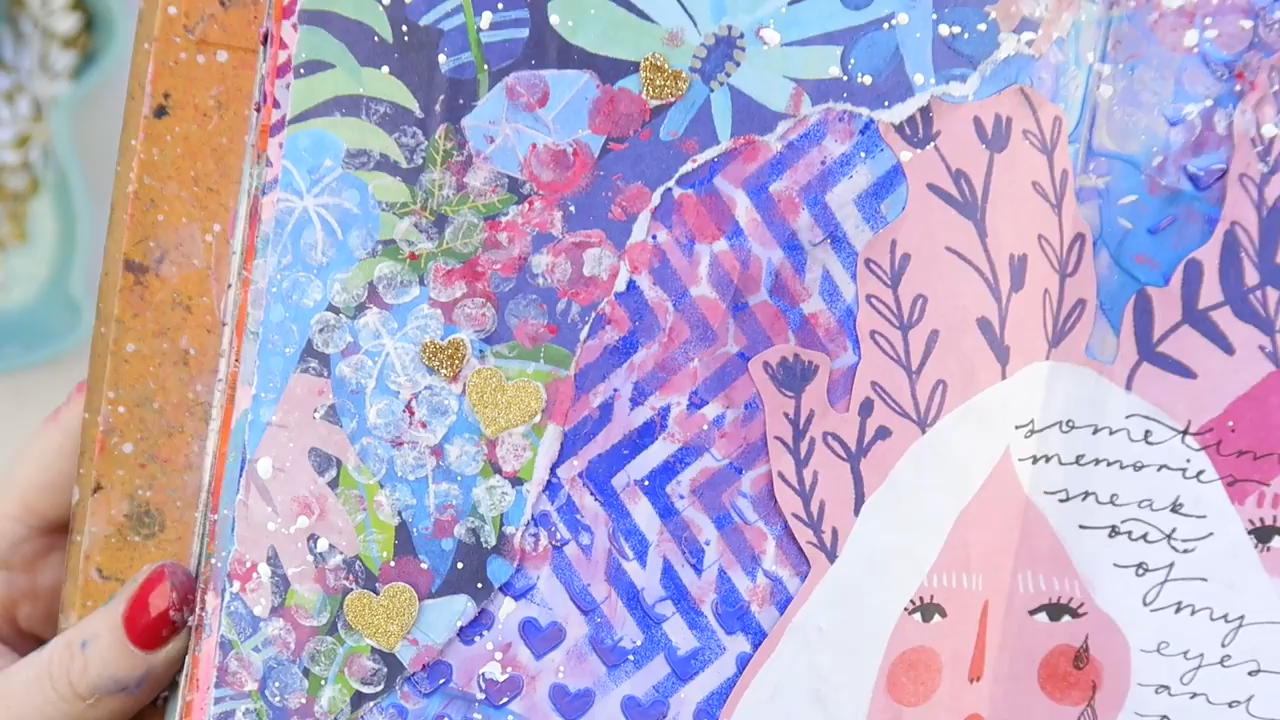 sometim
memories
sneak
out
of
my
eyes
and